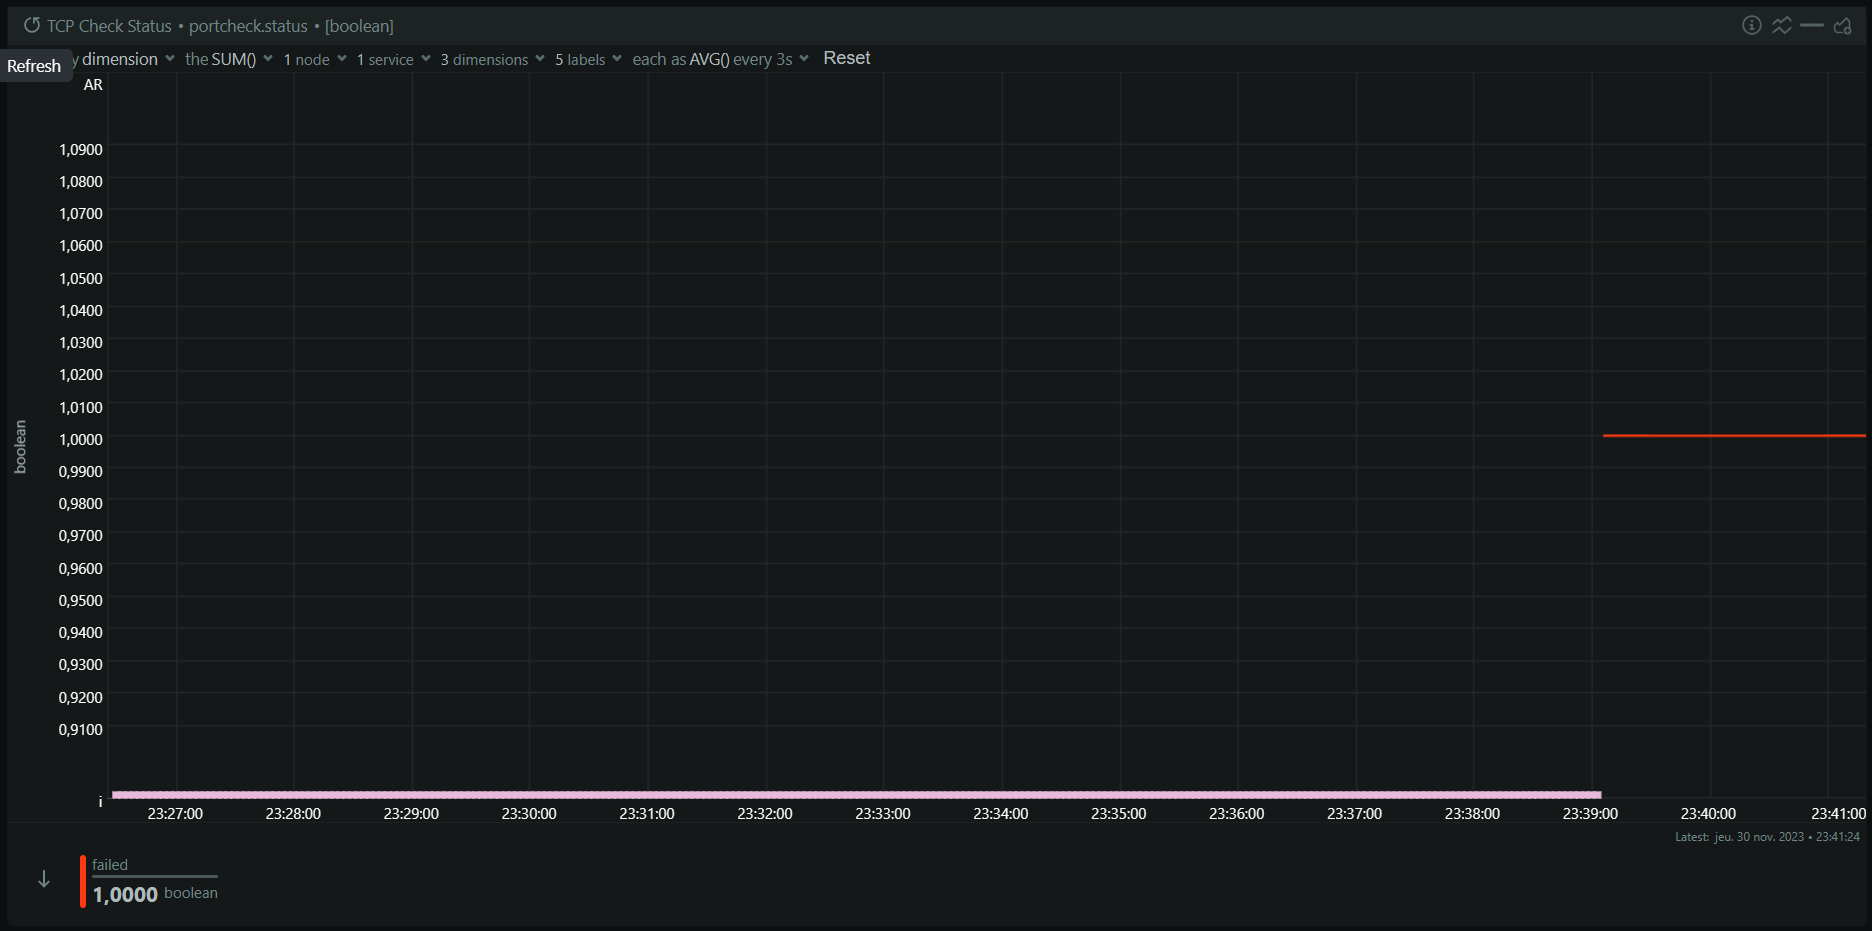 TCP Check Status • portcheck.status • [boolean]
Refresh
y dimension the SUM() 1 node 1 service 3 dimensions 5 labels each as AVG() every 3s Reset
AR
1,0900
1,0800
1,0700
1,0600
1,0500
1,0400
1,0300
1,0200
1,0100
1,0000
0,9900
0,9800
0,9700
0,9600
0,9500
0,9400
0,9300
0,9200
0,9100
boolean
i
23:27:00 23:28:00 23:29:00 23:30:00 23:31:00 23:32:00 23:33:00 23:34:00 23:35:00 23:36:00 23:37:00 23:38:00 23:39:00 23:40:00 23:41:00
Latest: jeu. 30 nov. 2023 • 23:41:24
failed
1,0000 boolean